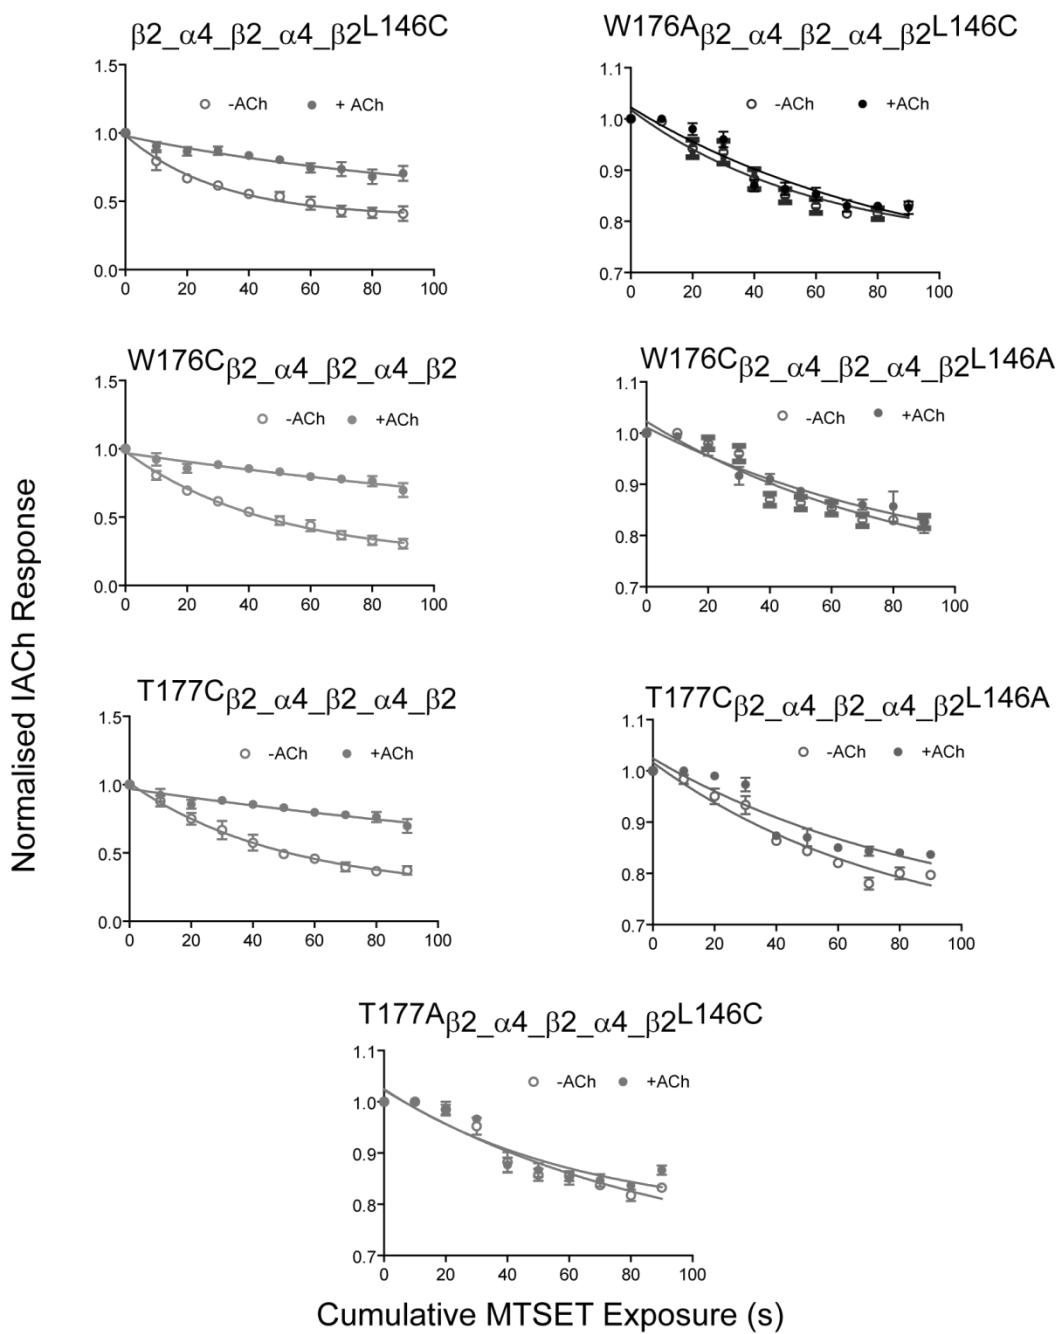 β2_α4_β2_α4_β2L146C
W176Aβ2_α4_β2_α4_β2L146C
1.5
1.0
0.5
0.0
-ACh
+ ACh
0 20 40 60 80 100
1.1
1.0
0.9
0.8
0.7
-ACh
+ACh
0 20 40 60 80 100
W176Cβ2_α4_β2_α4_β2
W176Cβ2_α4_β2_α4_β2L146A
1.5
1.0
0.5
0.0
-ACh
+ACh
0 20 40 60 80 100
1.1
1.0
0.9
0.8
0.7
-ACh
+ACh
0 20 40 60 80 100
Normalised IACh Response
T177Cβ2_α4_β2_α4_β2
T177Cβ2_α4_β2_α4_β2L146A
1.5
1.0
0.5
0.0
-ACh
+ACh
0 20 40 60 80 100
1.1
1.0
0.9
0.8
0.7
-ACh
+ACh
0 20 40 60 80 100
T177Aβ2_α4_β2_α4_β2L146C
1.1
1.0
0.9
0.8
0.7
-ACh
+ACh
0 20 40 60 80 100
Cumulative MTSET Exposure (s)